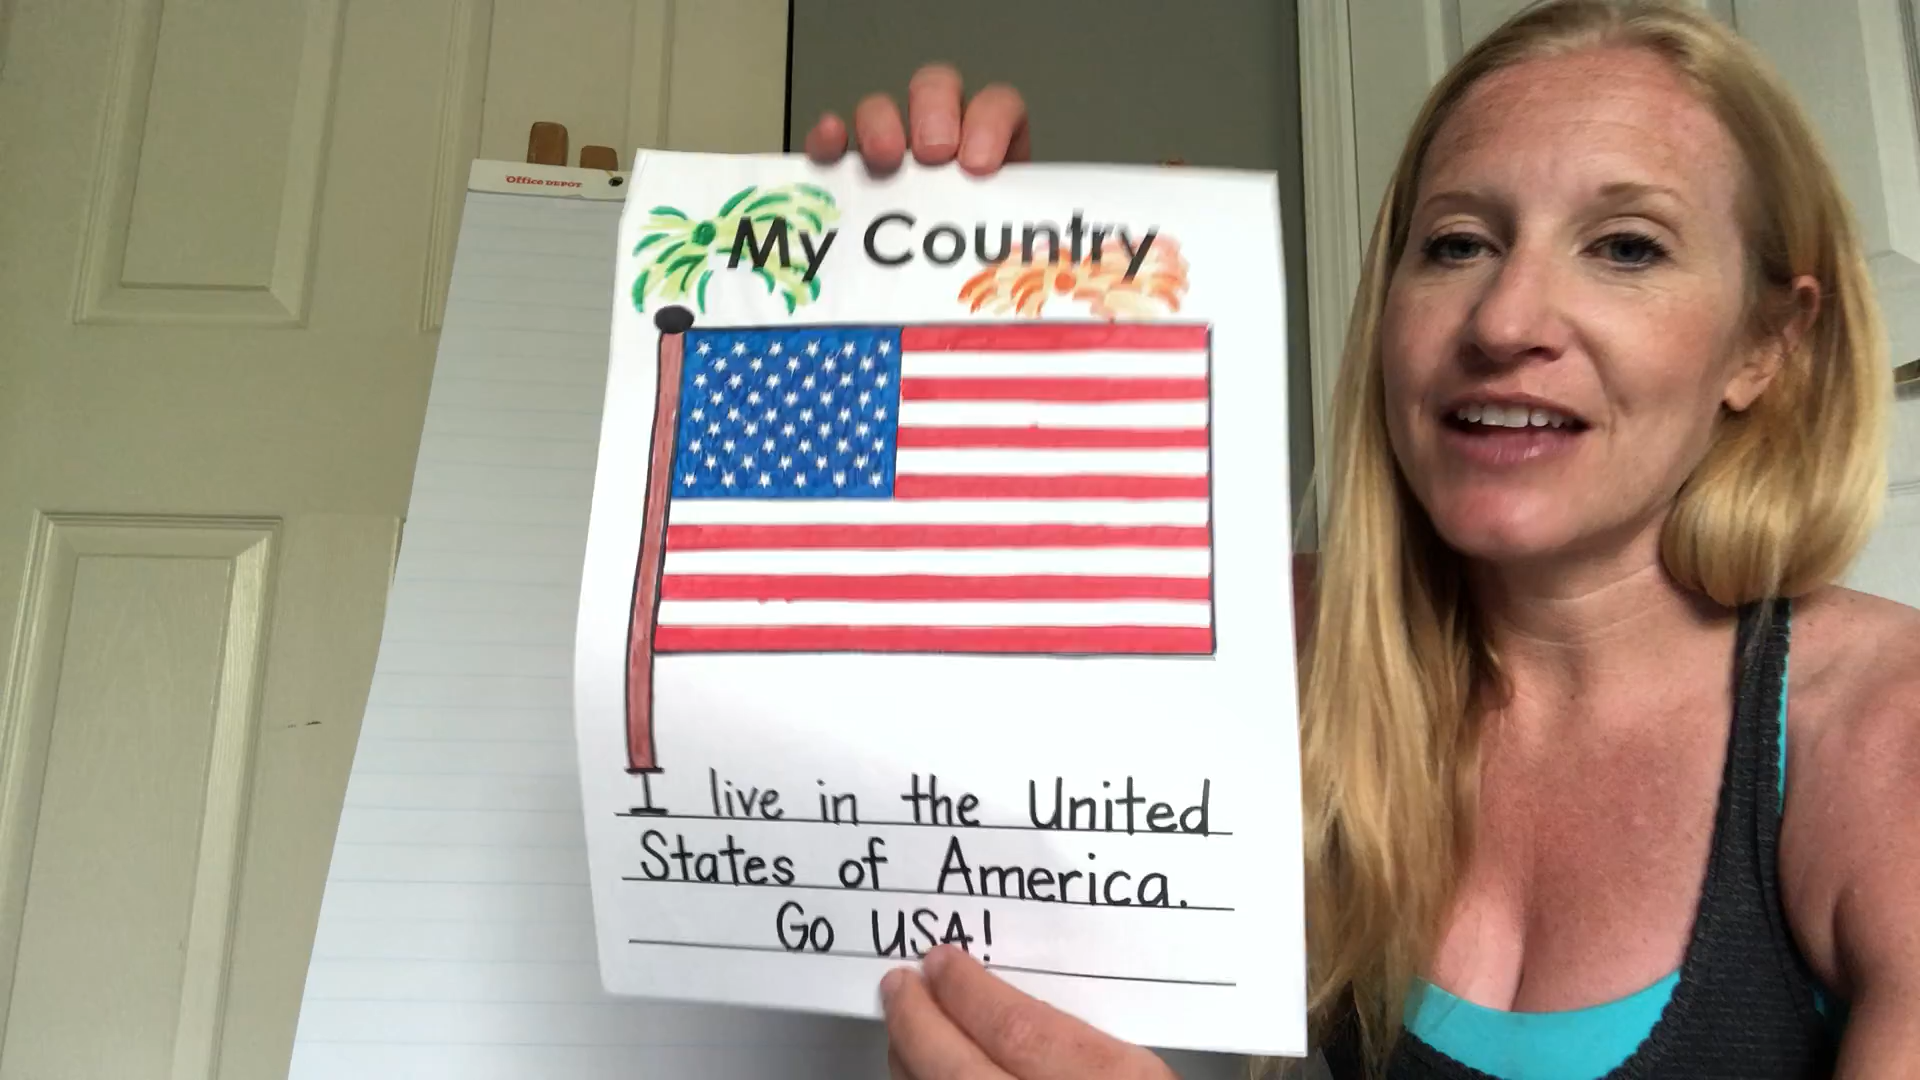 Office DEPOT
My Country
I live in the United
States of America.
Go USA!